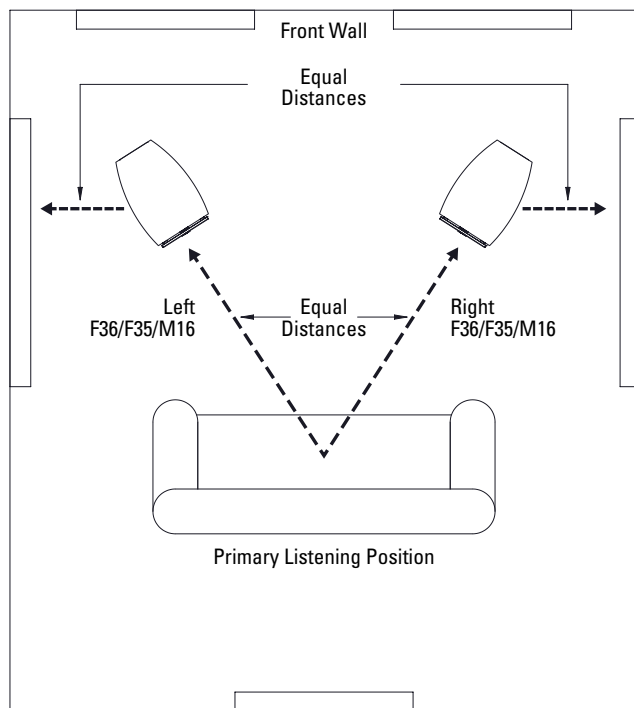 Front Wall
Equal
Distances
Left
F36/F35/M16
Equal
Distances
Right
F36/F35/M16
Primary Listening Position